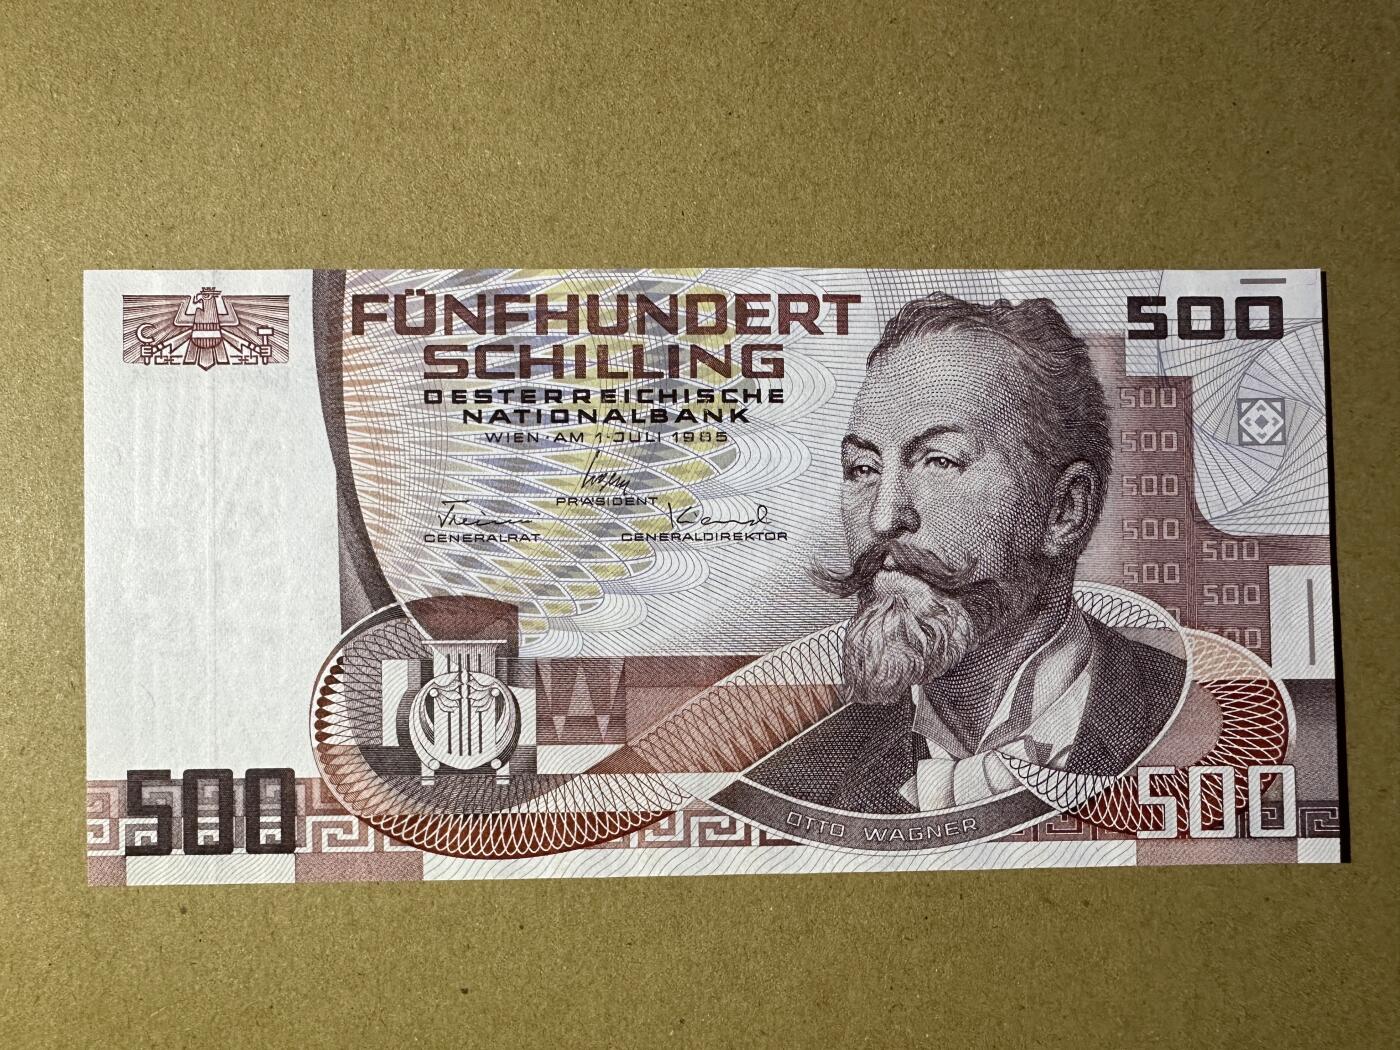 FÜNFHUNDERT
SCHILLING
OESTERREICHISCHE
NATIONALBANK
WIEN·AM 1·JULI 1985
PRÄSIDENT
GENERALRAT
GENERALDIREKTOR
500
500
500
500
500
500
500
500
500
500
500
OTTO WAGNER